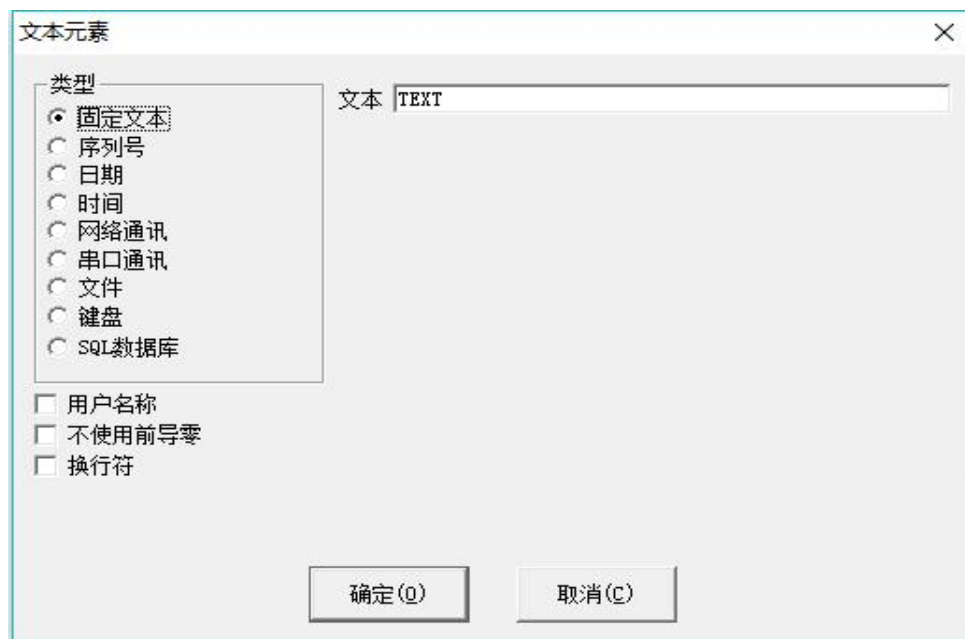 文本元素
类型
固定文本
序列号
日期
时间
网络通讯
串口通讯
文件
键盘
SQL数据库
文本 TEXT
用户名称
不使用前导零
换行符
确定(O) 取消(C)